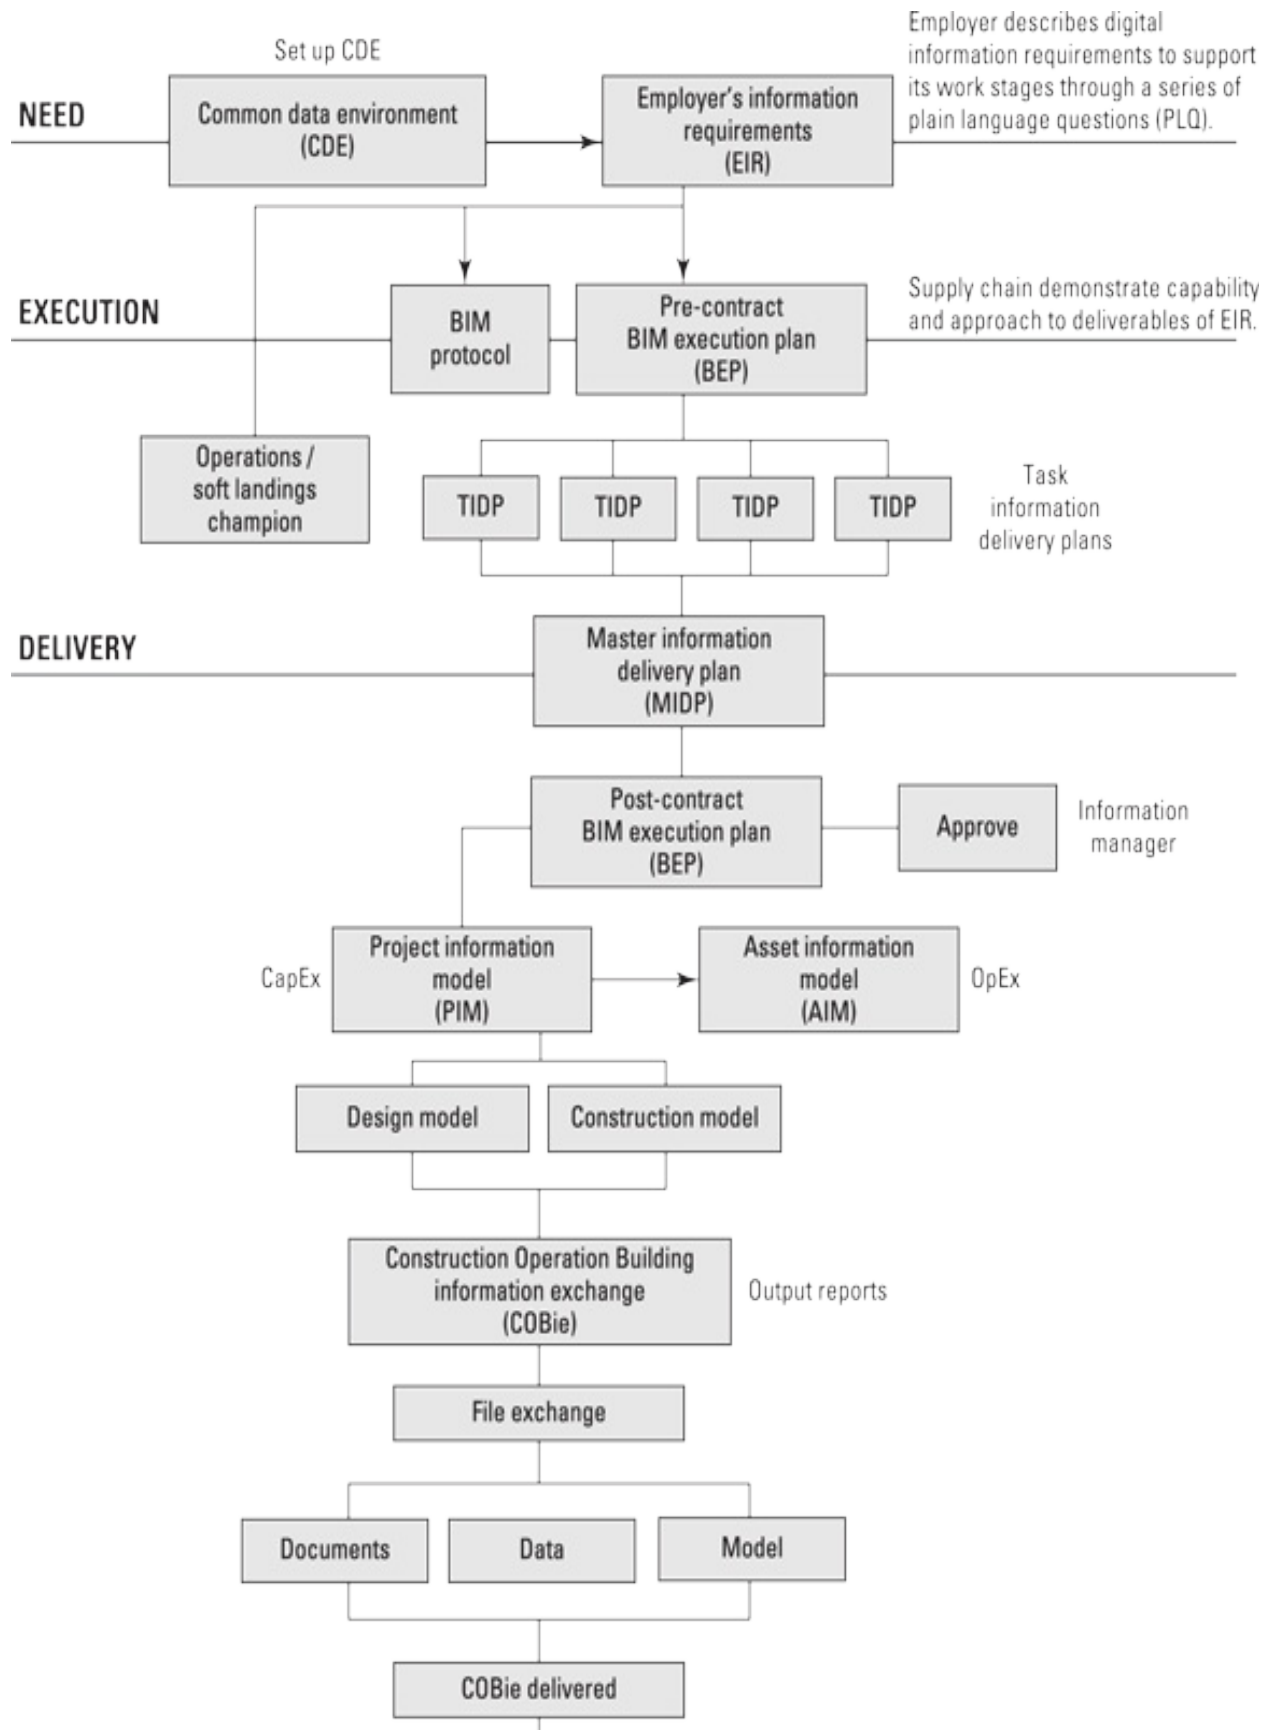 Set up CDE
Employer describes digital
information requirements to support
its work stages through a series of
plain language questions (PLQ).
NEED
Common data environment
(CDE)
Employer's information
requirements
(EIR)
EXECUTION
BIM
protocol
Pre-contract
BIM execution plan
(BEP)
Supply chain demonstrate capability
and approach to deliverables of EIR.
Operations /
soft landings
champion
TIDP
TIDP
TIDP
TIDP
Task
information
delivery plans
DELIVERY
Master information
delivery plan
(MIDP)
Post-contract
BIM execution plan
(BEP)
Approve
Information
manager
CapEx
Project information
model
(PIM)
Asset information
model
(AIM)
OpEx
Design model
Construction model
Construction Operation Building
information exchange
(COBie)
Output reports
File exchange
Documents
Data
Model
COBie delivered